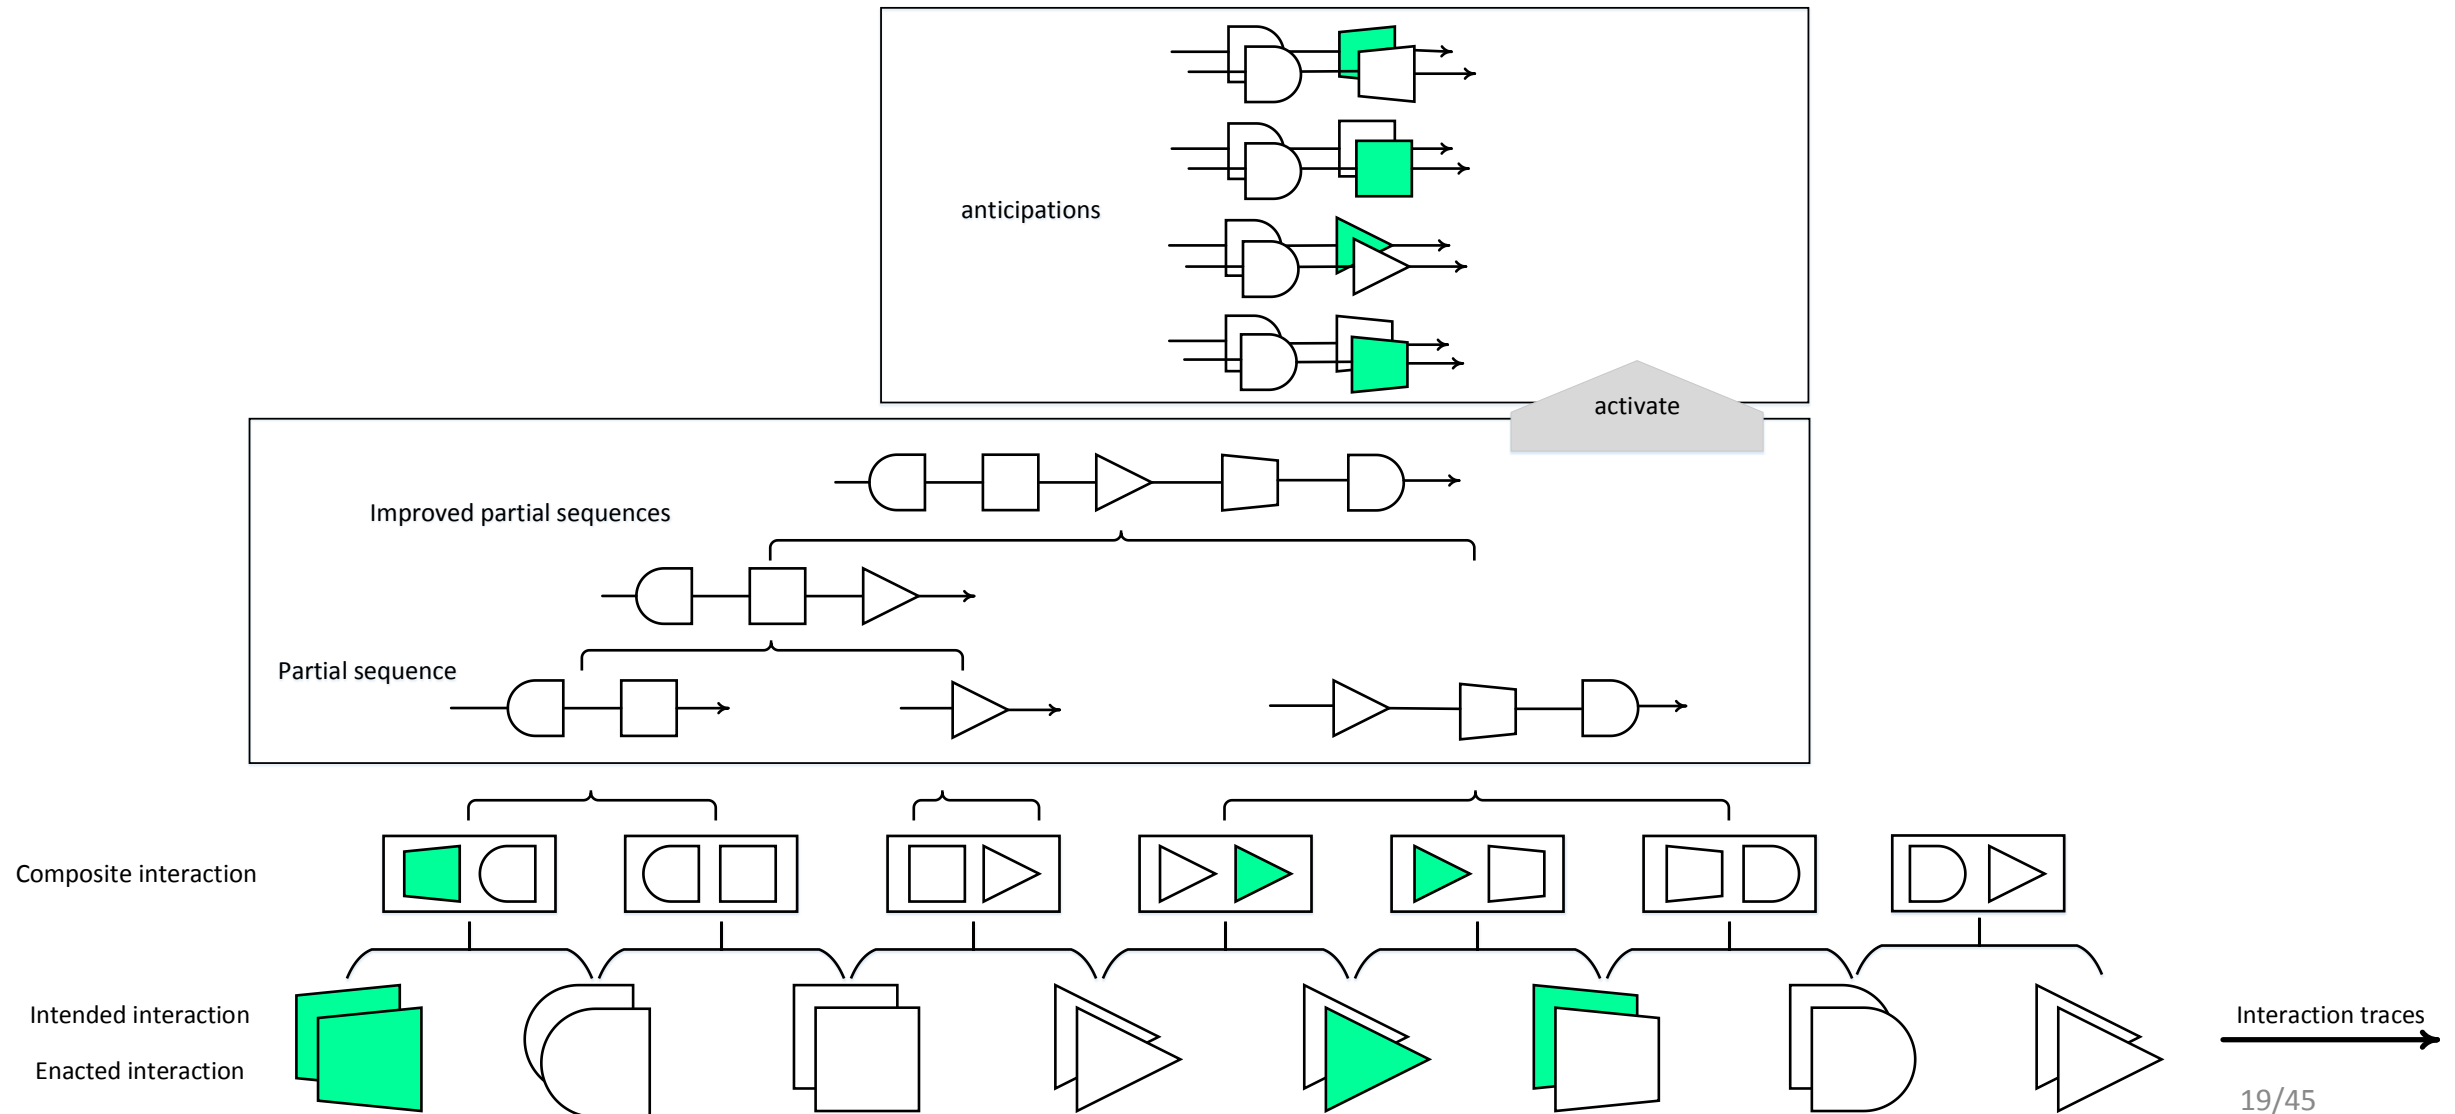 anticipations
activate
Improved partial sequences
Partial sequence
Composite interaction
Intended interaction
Interaction traces
Enacted interaction
19/45